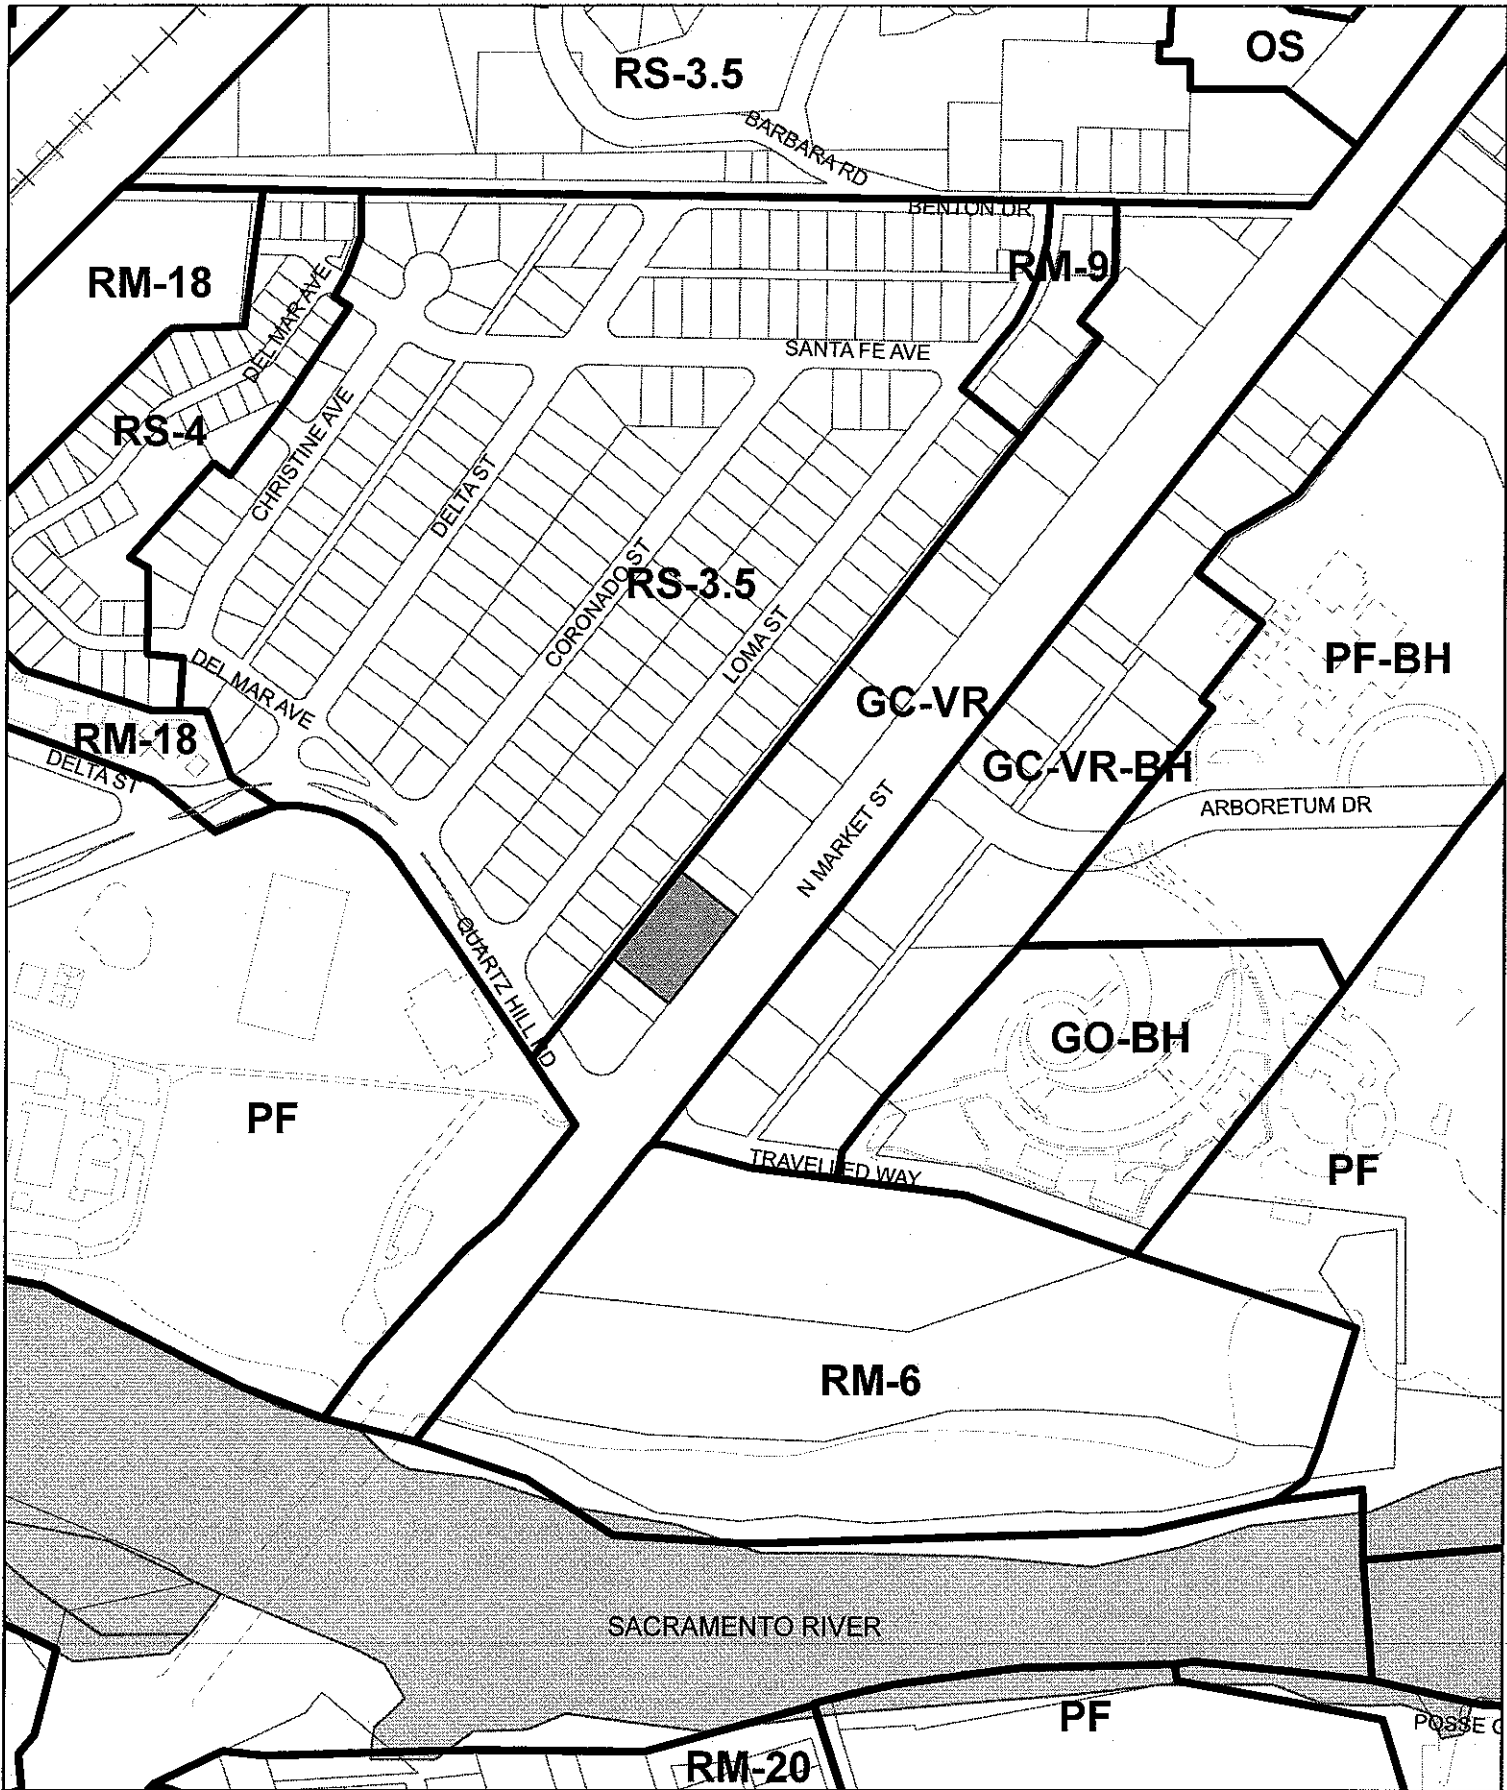 OS
RS-3.5
BARBARA RD
BENTON DR
RM-18
RM-9
DEL MAR AVE
SANTA FE AVE
RS-4
CHRISTINE AVE
DELTA ST
CORONADO ST
RS-3.5
LOMA ST
PF-BH
DEL MAR AVE
GC-VR
RM-18
DELTA ST
GC-VR-BH
ARBORETUM DR
N MARKET ST
QUARTZ HILL RD
GO-BH
PF
TRAVELLED WAY
PF
RM-6
SACRAMENTO RIVER
PF
POSSE
RM-20